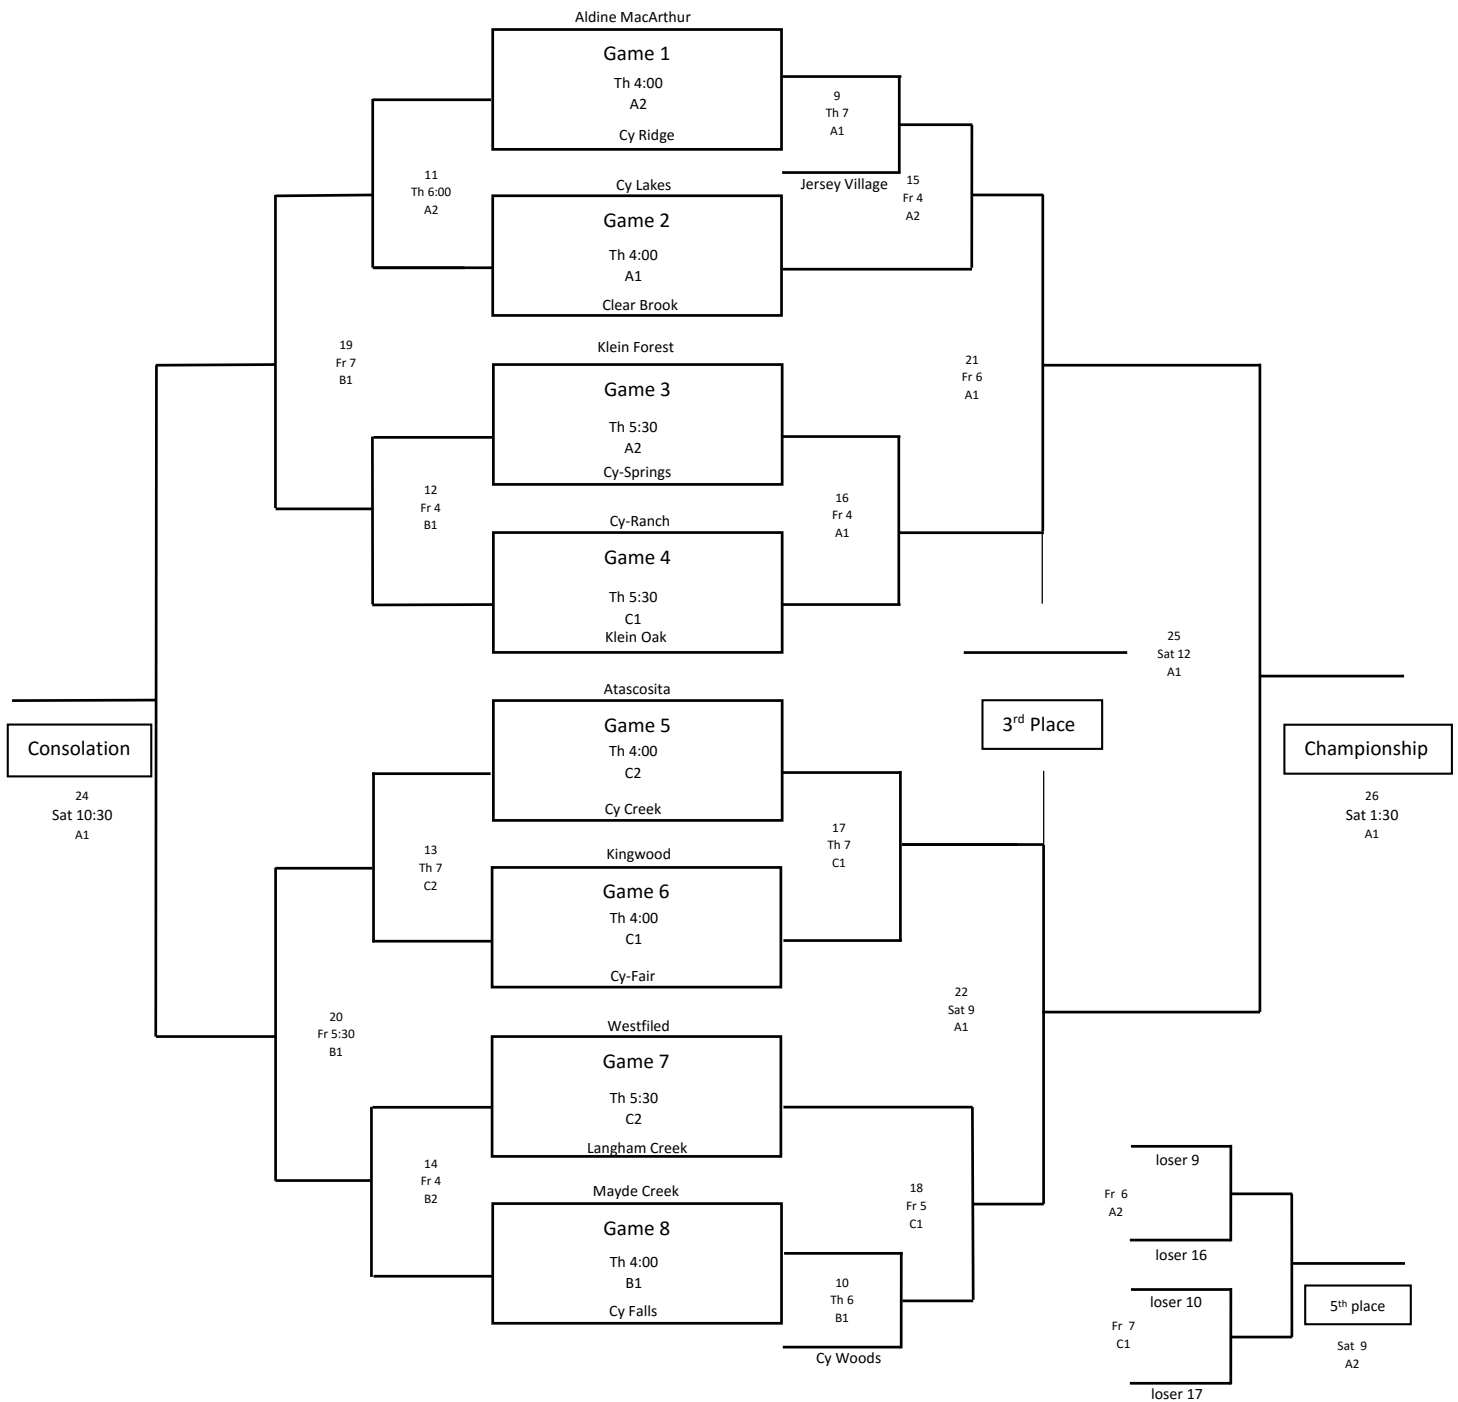 Aldine MacArthur
Game 1
Th 4:00
A2
Cy Ridge
9
Th 7
A1
Jersey Village
11
Th 6:00
A2
15
Fr 4
A2
Cy Lakes
Game 2
Th 4:00
A1
Clear Brook
19
Fr 7
B1
Klein Forest
Game 3
Th 5:30
A2
Cy-Springs
21
Fr 6
A1
12
Fr 4
B1
16
Fr 4
A1
Cy-Ranch
Game 4
Th 5:30
C1
Klein Oak
25
Sat 12
A1
3rd Place
Consolation
24
Sat 10:30
A1
Championship
26
Sat 1:30
A1
Atascosita
Game 5
Th 4:00
C2
Cy Creek
13
Th 7
C2
17
Th 7
C1
Kingwood
Game 6
Th 4:00
C1
Cy-Fair
20
Fr 5:30
B1
22
Sat 9
A1
Westfiled
Game 7
Th 5:30
C2
Langham Creek
14
Fr 4
B2
18
Fr 5
C1
Mayde Creek
Game 8
Th 4:00
B1
Cy Falls
10
Th 6
B1
Cy Woods
loser 9
Fr 6
A2
loser 16
loser 10
Fr 7
C1
loser 17
5th place
Sat 9
A2